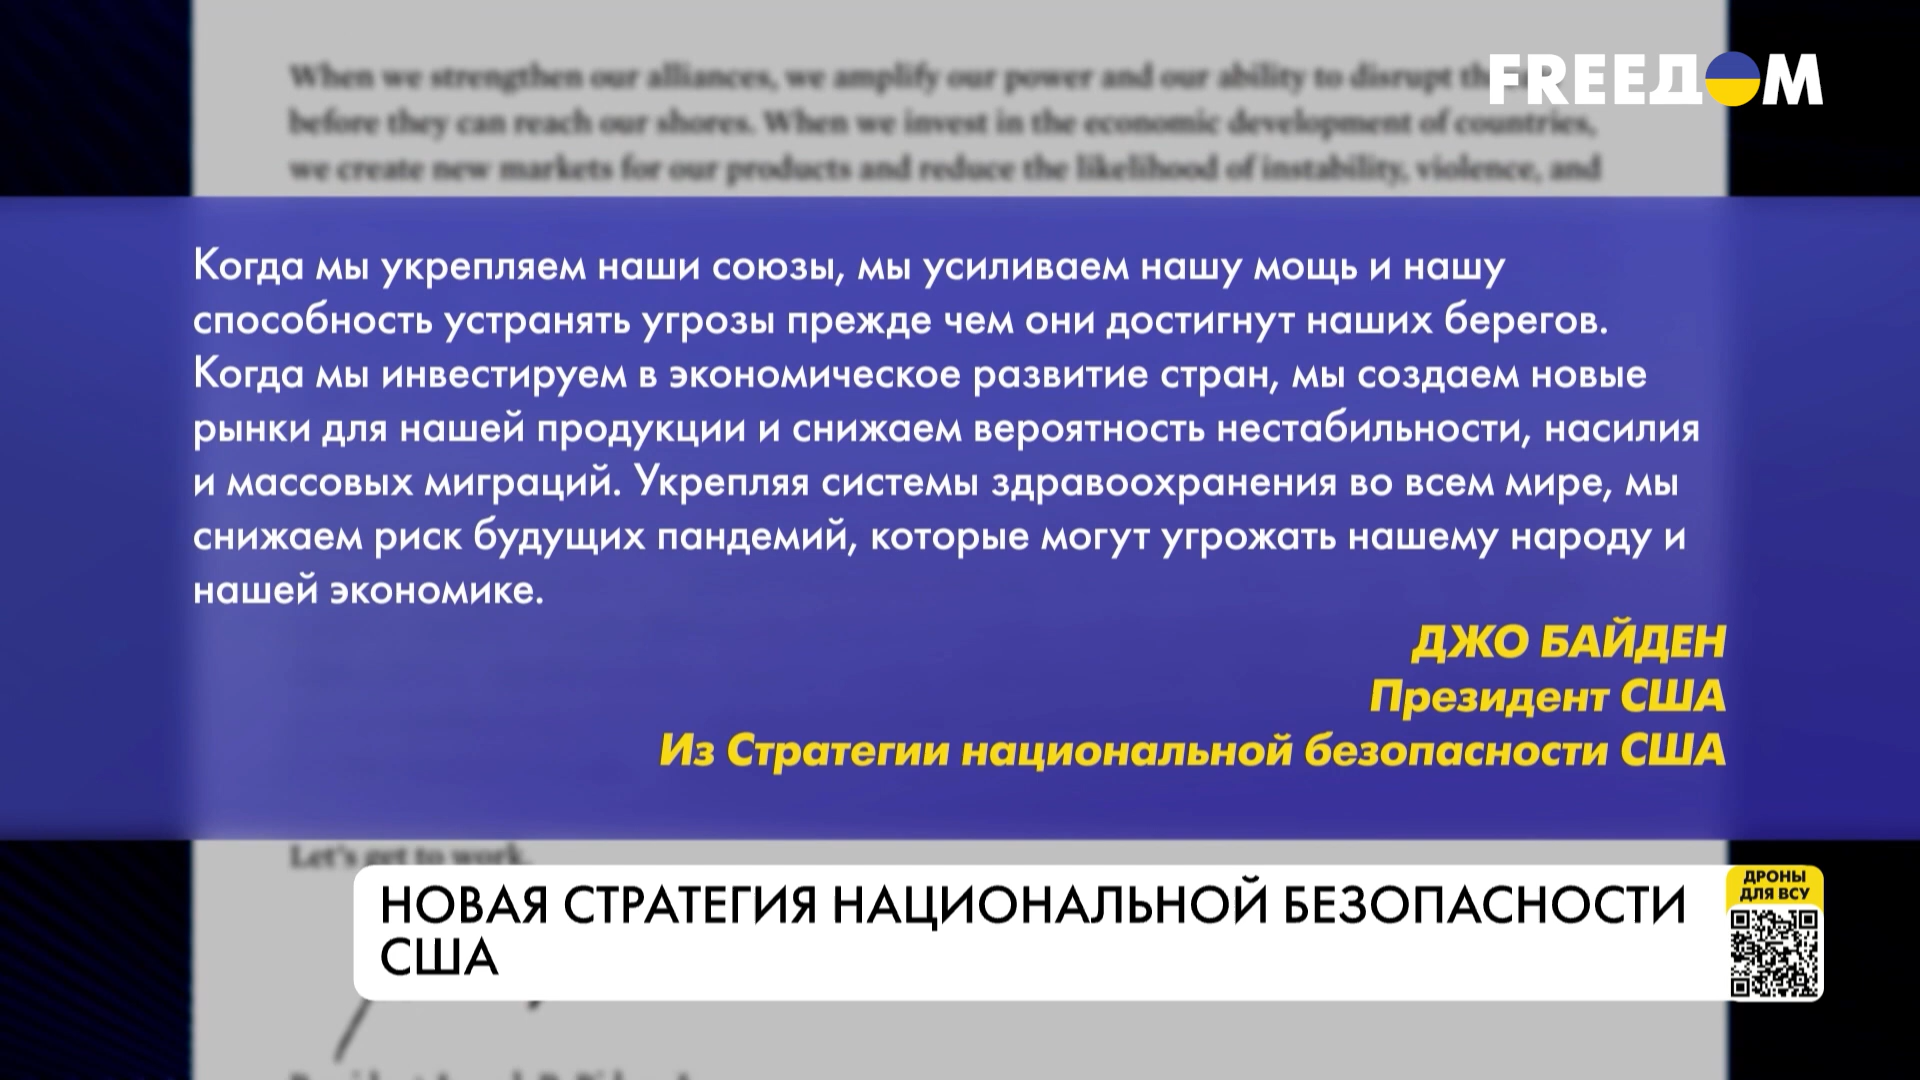 When we strengthen our alliances, we amplify our power and our ability to disrupt
FREEДОМ
before they can reach our shores. When we invest in the economic development of countries,
we create new markets for our products and reduce the likelihood of instability, violence, and
Когда мы укрепляем наши союзы, мы усиливаем нашу мощь и нашу
способность устранять угрозы прежде чем они достигнут наших берегов.
Когда мы инвестируем в экономическое развитие стран, мы создаем новые
рынки для нашей продукции и снижаем вероятность нестабильности, насилия
и массовых миграций. Укрепляя системы здравоохранения во всем мире, мы
снижаем риск будущих пандемий, которые могут угрожать нашему народу и
нашей экономике.
ДЖО БАЙДЕН
Президент США
Из Стратегии национальной безопасности США
Let's get to work.
НОВАЯ СТРАТЕГИЯ НАЦИОНАЛЬНОЙ БЕЗОПАСНОСТИ
США
ДРОНЫ
ДЛЯ ВСУ